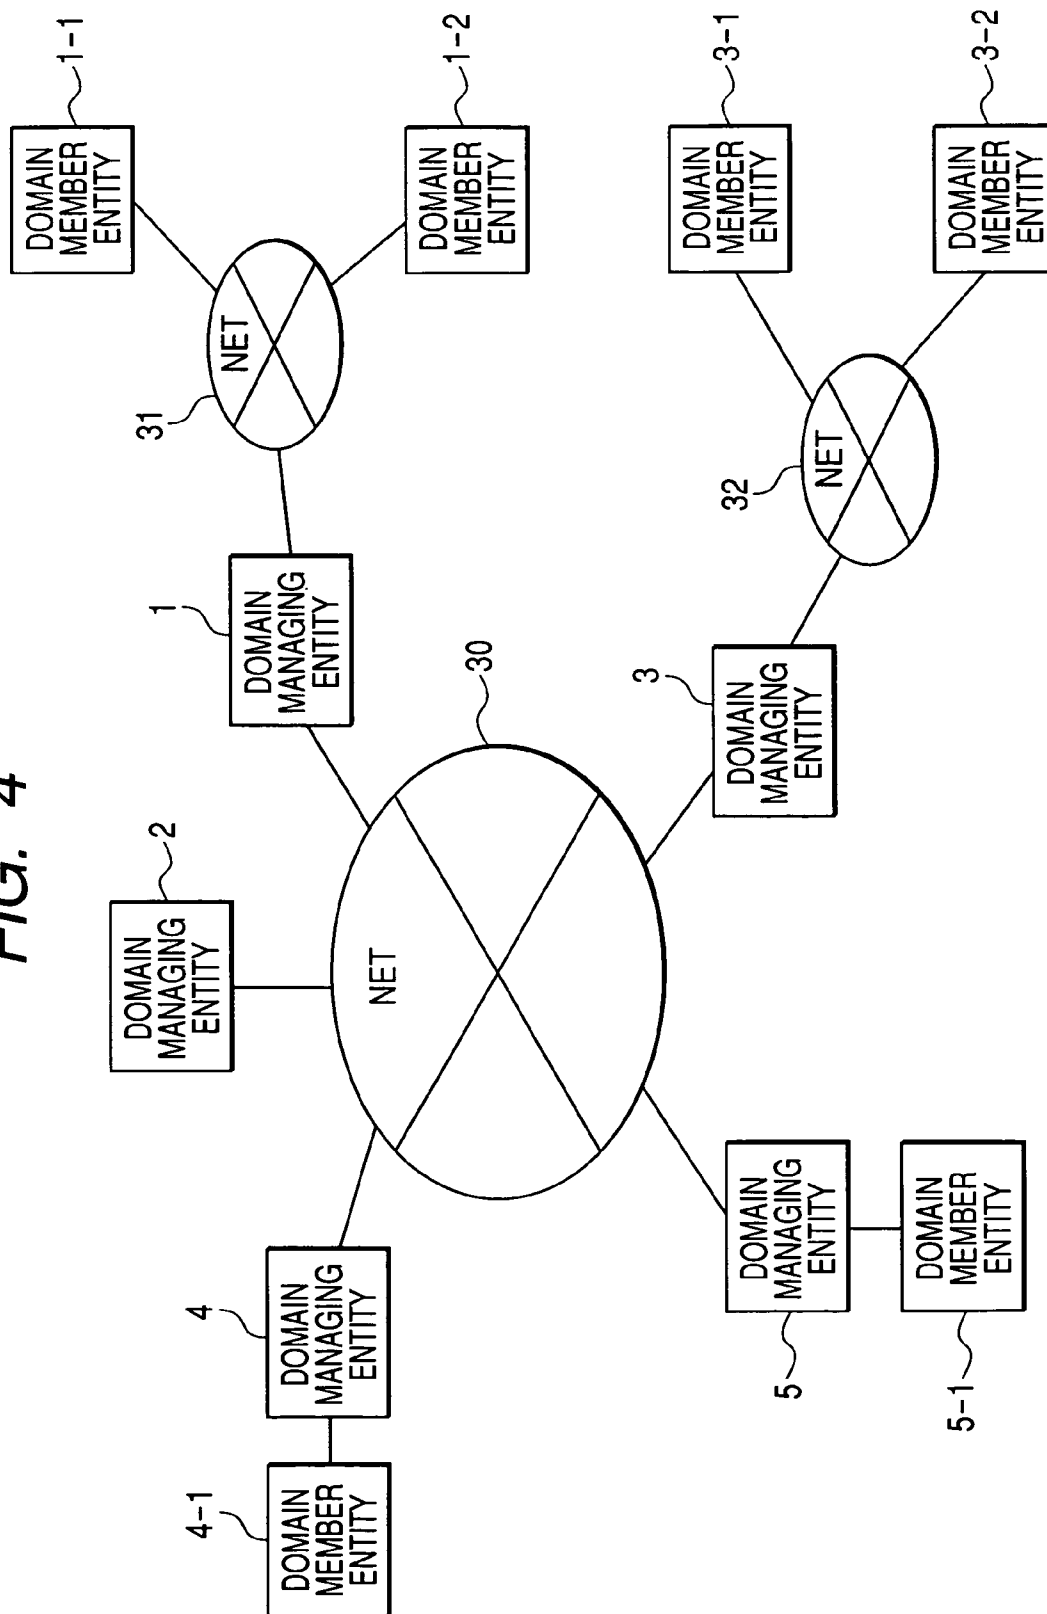 FIG. 4
4-1
DOMAIN
MEMBER
ENTITY
4
DOMAIN
MANAGING
ENTITY
2
DOMAIN
MANAGING
ENTITY
1
DOMAIN
MANAGING
ENTITY
31
NET
1-1
DOMAIN
MEMBER
ENTITY
1-2
DOMAIN
MEMBER
ENTITY
NET
30
5
DOMAIN
MANAGING
ENTITY
5-1
DOMAIN
MEMBER
ENTITY
3
DOMAIN
MANAGING
ENTITY
32
NET
3-1
DOMAIN
MEMBER
ENTITY
3-2
DOMAIN
MEMBER
ENTITY